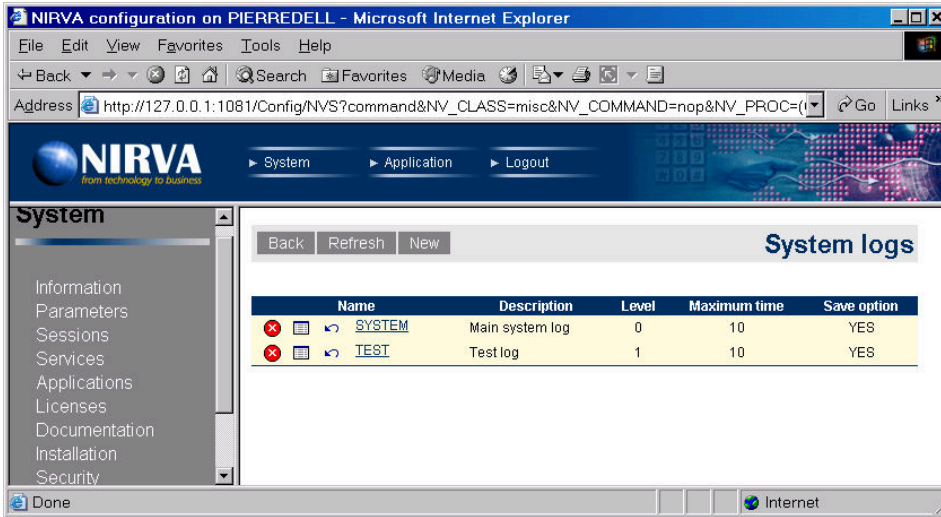 NIRVA configuration on PIERREDELL - Microsoft Internet Explorer
File Edit View Favorites Tools Help
Back Search Favorites Media
Address http://127.0.0.1:1081/Config/NVS?command&NV_CLASS=misc&NV_COMMAND=nop&NV_PROC=( Go Links
NIRVA
from technology to business
System Application Logout
System
Information
Parameters
Sessions
Services
Applications
Licenses
Documentation
Installation
Security
Back Refresh New
System logs
Name Description Level Maximum time Save option
SYSTEM Main system log 0 10 YES
TEST Test log 1 10 YES
Done Internet